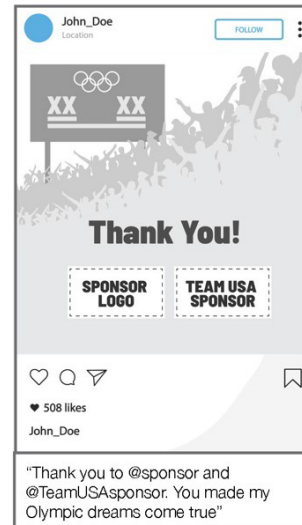 John_Doe
Location
FOLLOW
XX XX
Thank You!
SPONSOR
LOGO
TEAM USA
SPONSOR
508 likes
John_Doe
"Thank you to @sponsor and
@TeamUSAsponsor. You made my
Olympic dreams come true"